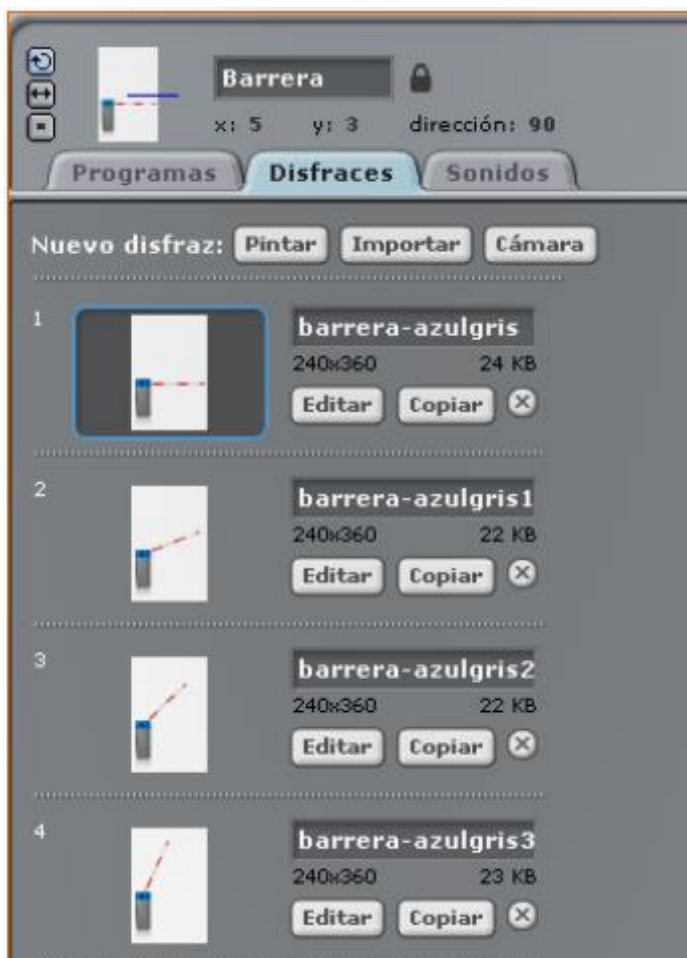 Barrera
x: 5 y: 3 dirección: 90
Programas Disfraces Sonidos
Nuevo disfraz: Pintar Importar Cámara
1
barrera-azulgris
240x360 24 KB
Editar Copiar
2
barrera-azulgris1
240x360 22 KB
Editar Copiar
3
barrera-azulgris2
240x360 22 KB
Editar Copiar
4
barrera-azulgris3
240x360 23 KB
Editar Copiar